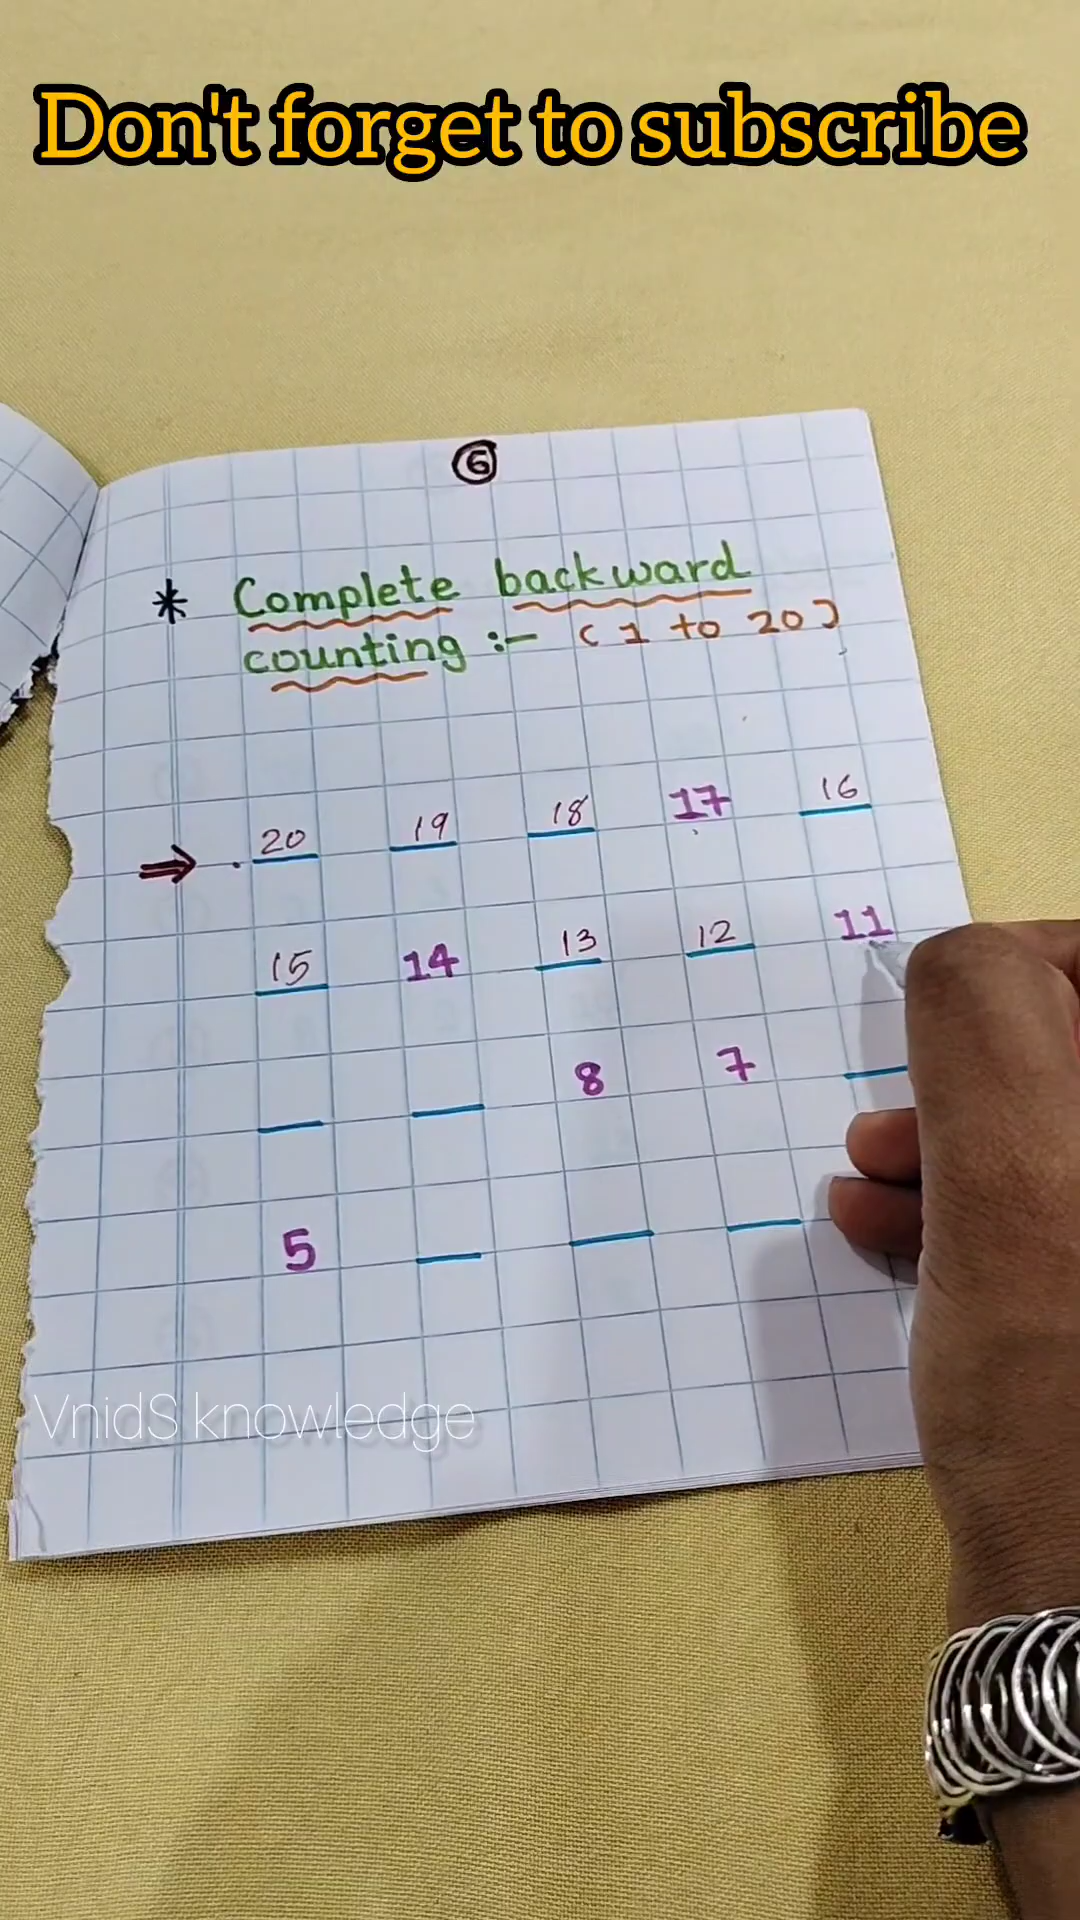 Don't forget to subscribe
6
* Complete backward
counting :- ( 1 to 20 )
⇒ . 20 19 18 17 16
15 14 13 12 11
8 7
5
VnidS knowledge